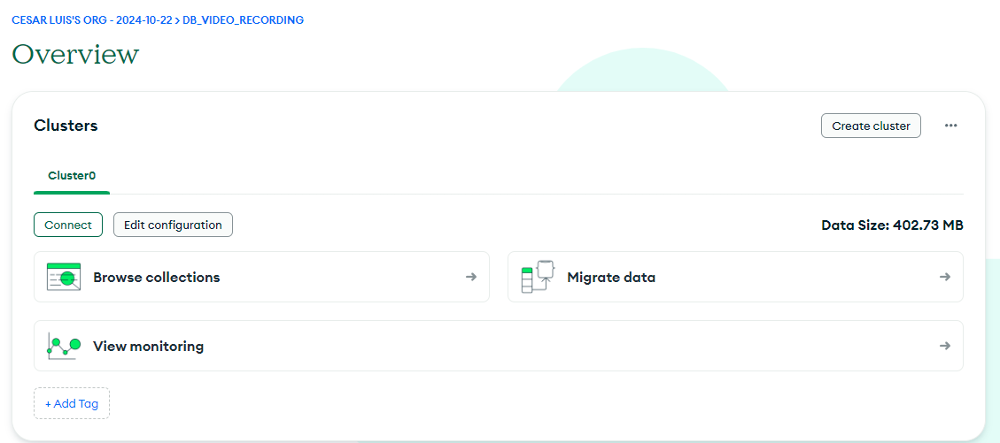 CESAR LUIS'S ORG - 2024-10-22 > DB_VIDEO_RECORDING
Overview
Clusters
Create cluster
Cluster0
Connect
Edit configuration
Data Size: 402.73 MB
Browse collections
Migrate data
View monitoring
+ Add Tag